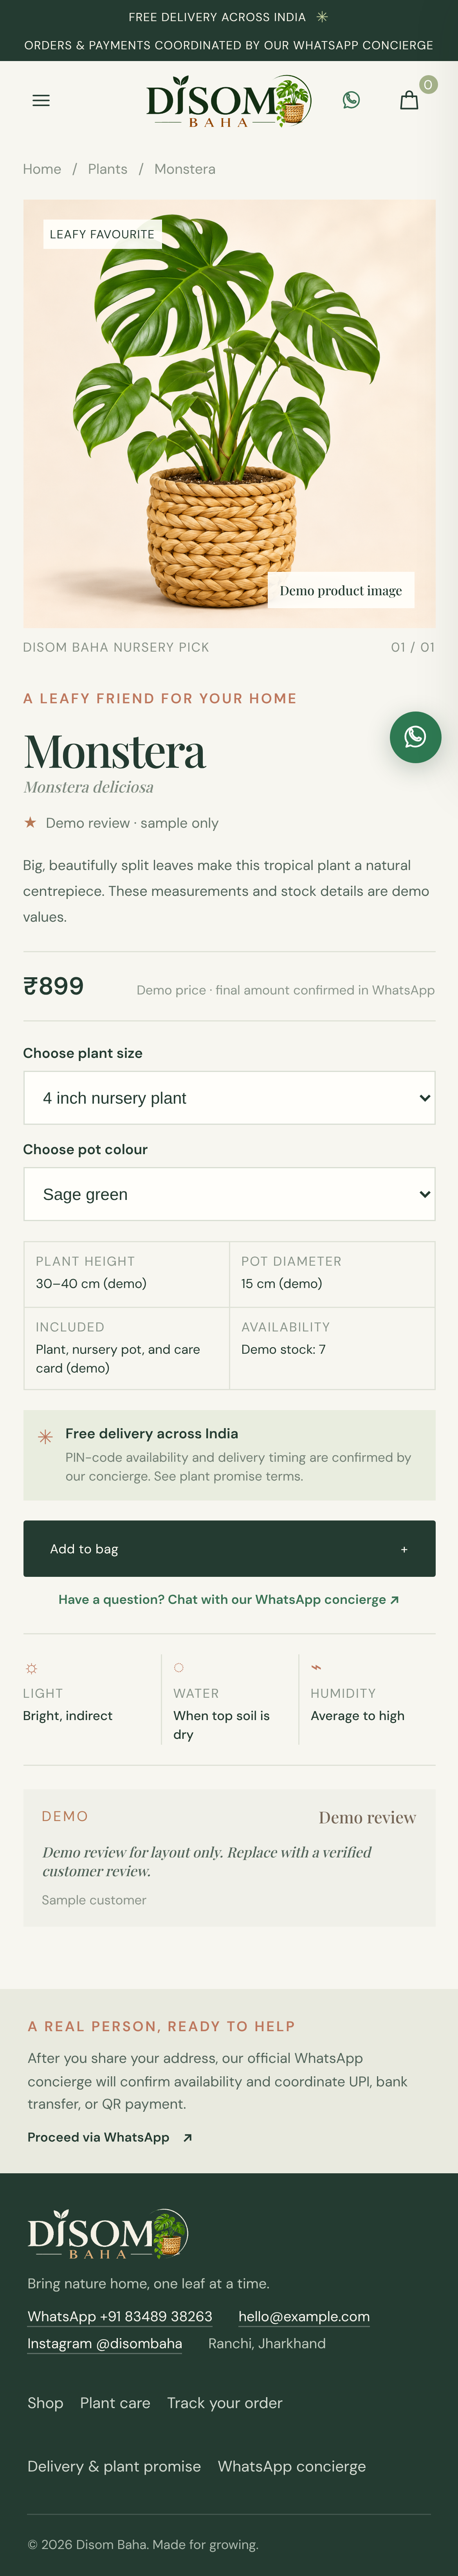 FREE DELIVERY ACROSS INDIA ✳
ORDERS & PAYMENTS COORDINATED BY OUR WHATSAPP CONCIERGE
DISOM
BAHA
0
Home / Plants / Monstera
LEAFY FAVOURITE
Demo product image
DISOM BAHA NURSERY PICK 01 / 01
A LEAFY FRIEND FOR YOUR HOME
Monstera
Monstera deliciosa
★ Demo review · sample only
Big, beautifully split leaves make this tropical plant a natural
centrepiece. These measurements and stock details are demo
values.
₹899 Demo price · final amount confirmed in WhatsApp
Choose plant size
4 inch nursery plant
Choose pot colour
Sage green
PLANT HEIGHT
30–40 cm (demo)
POT DIAMETER
15 cm (demo)
INCLUDED
Plant, nursery pot, and care
card (demo)
AVAILABILITY
Demo stock: 7
Free delivery across India
PIN-code availability and delivery timing are confirmed by
our concierge. See plant promise terms.
Add to bag +
Have a question? Chat with our WhatsApp concierge ↗
LIGHT
Bright, indirect
WATER
When top soil is
dry
HUMIDITY
Average to high
DEMO Demo review
Demo review for layout only. Replace with a verified
customer review.
Sample customer
A REAL PERSON, READY TO HELP
After you share your address, our official WhatsApp
concierge will confirm availability and coordinate UPI, bank
transfer, or QR payment.
Proceed via WhatsApp ↗
DISOM
BAHA
Bring nature home, one leaf at a time.
WhatsApp +91 83489 38263 hello@example.com
Instagram @disombaha Ranchi, Jharkhand
Shop Plant care Track your order
Delivery & plant promise WhatsApp concierge
© 2026 Disom Baha. Made for growing.